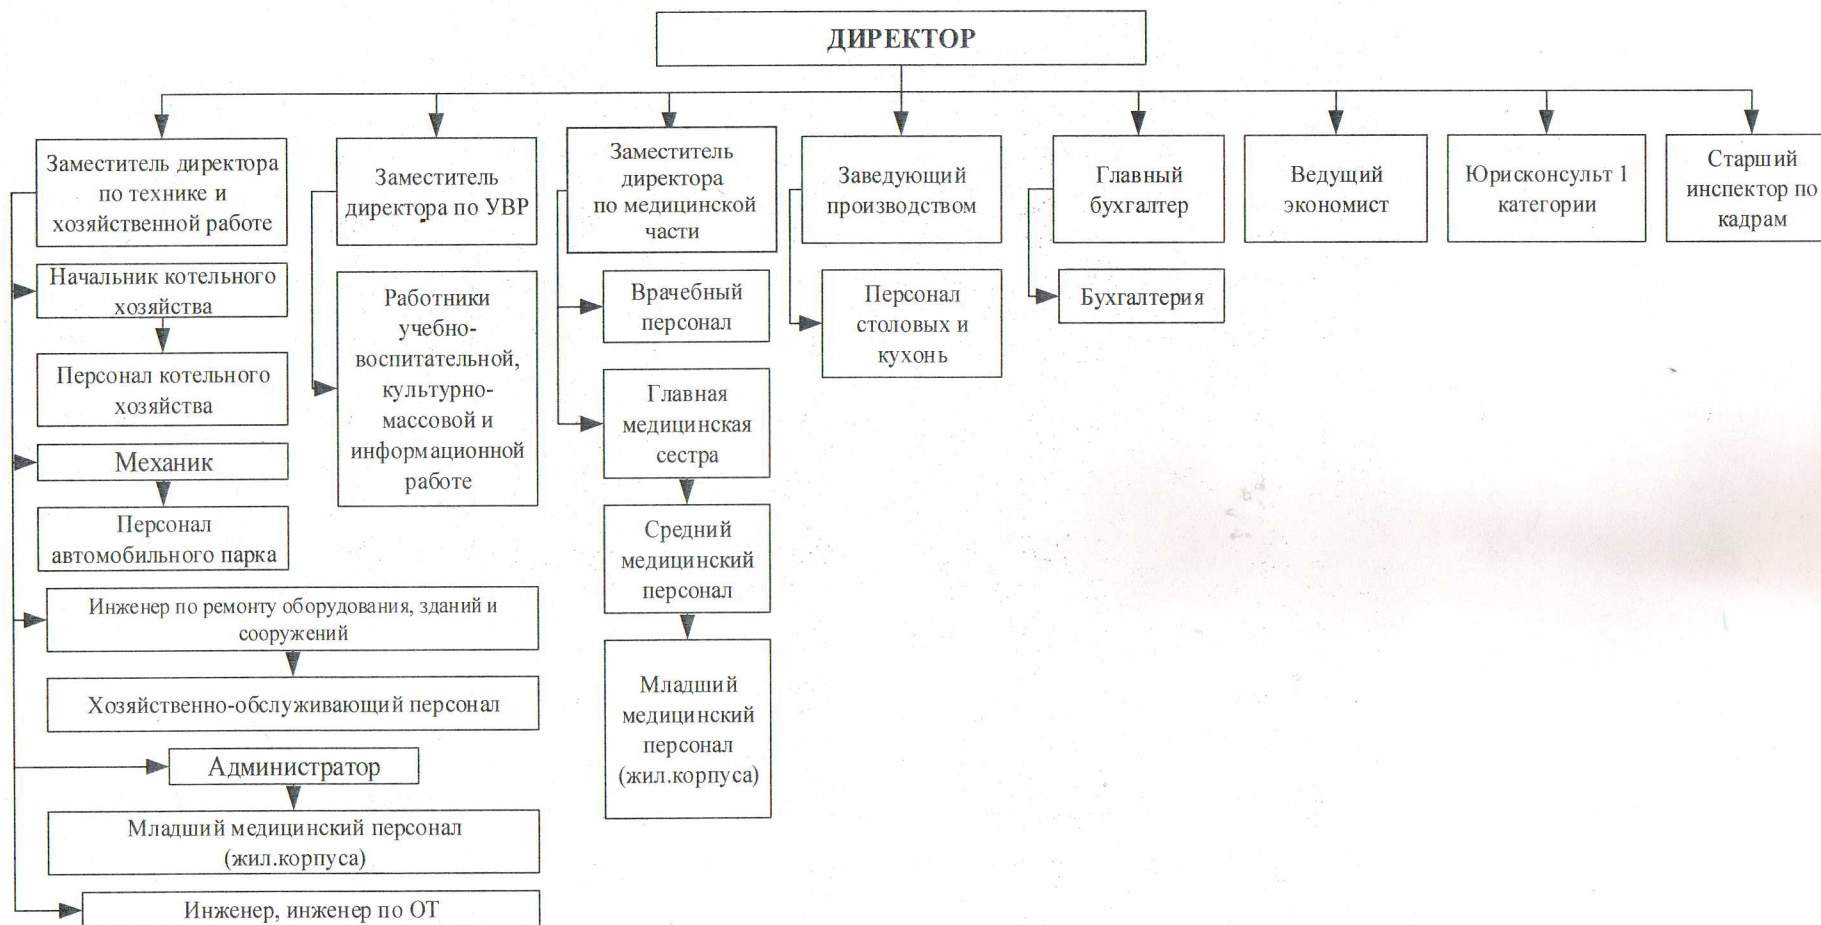 ДИРЕКТОР
Заместитель директора
по технике и
хозяйственной работе
Заместитель
директора по УВР
Заместитель
директора
по медицинской
части
Заведующий
производством
Главный
бухгалтер
Ведущий
экономист
Юрисконсульт 1
категории
Старший
инспектор по
кадрам
Начальник котельного
хозяйства
Персонал котельного
хозяйства
Механик
Персонал
автомобильного парка
Инженер по ремонту оборудования, зданий и
сооружений
Хозяйственно-обслуживающий персонал
Администратор
Младший медицинский персонал
(жил.корпуса)
Инженер, инженер по ОТ
Работники
учебно-
воспитательной,
культурно-
массовой и
информационной
работе
Врачебный
персонал
Главная
медицинская
сестра
Средний
медицинский
персонал
Младший
медицинский
персонал
(жил.корпуса)
Персонал
столовых и
кухонь
Бухгалтерия